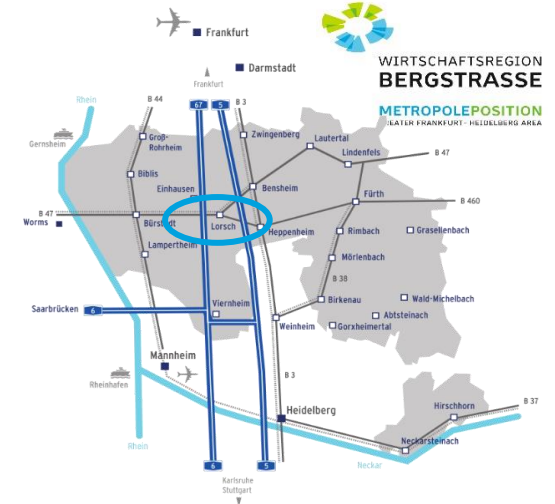 Frankfurt
WIRTSCHAFTSREGION
BERGSTRASSE
METROPOLEPOSITION
EATER FRANKFURT- HEIDELBERG AREA
Darmstadt
Frankfurt
Rhein
B 44
67
5
B 3
Gernsheim
Groß-
Rohrheim
Zwingenberg
Lautertal
Lindenfels
B 47
Biblis
Einhausen
Bensheim
Fürth
B 460
B 47
Worms
Bürstadt
Lorsch
Heppenheim
Rimbach
Grasellenbach
Lampertheim
Mörlenbach
B 38
Saarbrücken
6
Viernheim
Birkenau
Wald-Michelbach
Abtsteinach
Weinheim
Gorxheimertal
Mannheim
Rheinhafen
B 3
Heidelberg
Hirschhorn
B 37
Rhein
Neckarsteinach
Neckar
6
5
Karlsruhe
Stuttgart